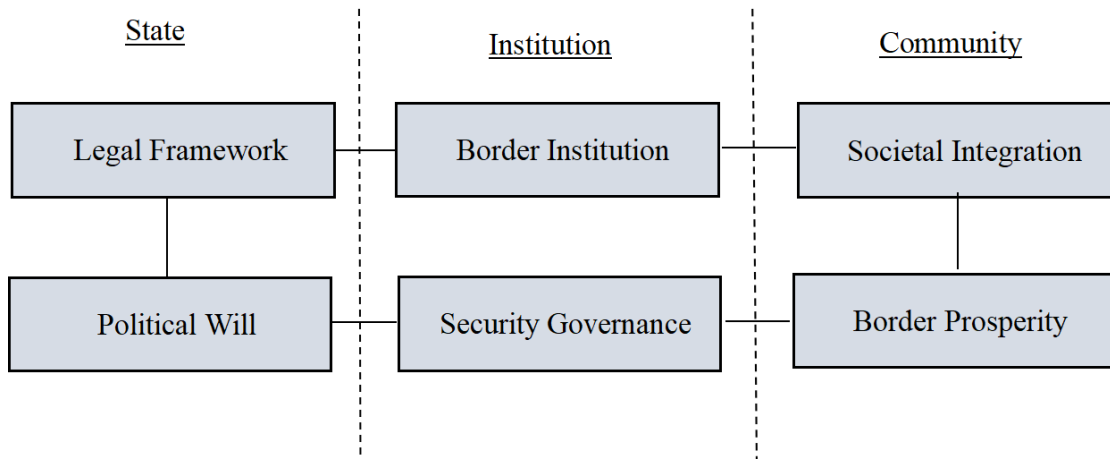 State
Institution
Community
Legal Framework
Border Institution
Societal Integration
Political Will
Security Governance
Border Prosperity